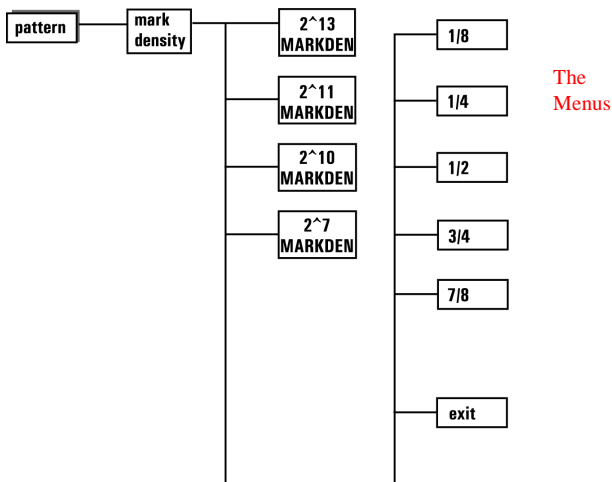 pattern
mark
density
2^13
MARKDEN
2^11
MARKDEN
2^10
MARKDEN
2^7
MARKDEN
1/8
1/4
1/2
3/4
7/8
exit
The
Menus